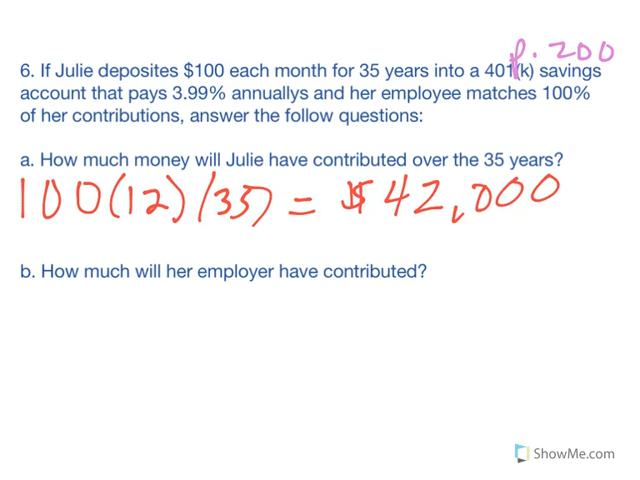 p. 200
6. If Julie deposites $100 each month for 35 years into a 401(k) savings
account that pays 3.99% annuallys and her employee matches 100%
of her contributions, answer the follow questions:
a. How much money will Julie have contributed over the 35 years?
100(12)(35) = $42,000
b. How much will her employer have contributed?
ShowMe.com